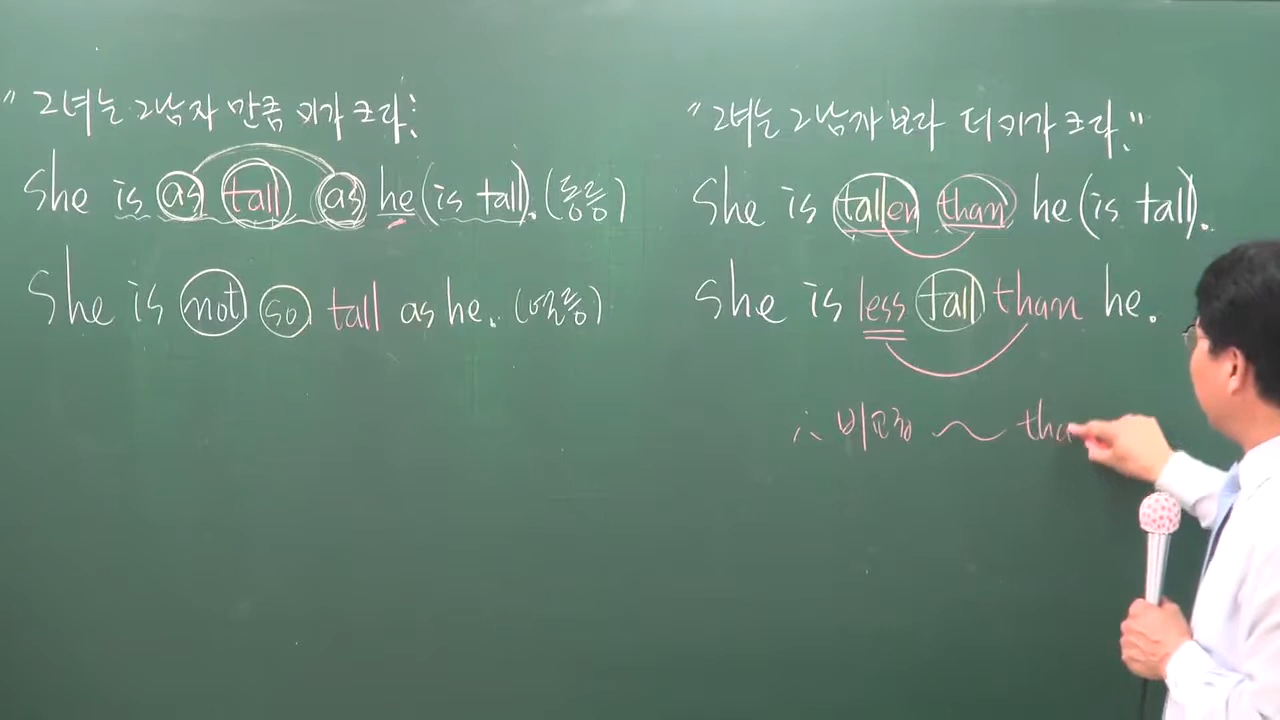 "그녀는 그남자 만큼 키가 크다."
She is as tall as he (is tall). (동등)
She is not so tall as he. (열등)
"그녀는 그남자 보다 더 키가 크다."
She is taller than he (is tall).
She is less tall than he.
∴ 비교급 ~ tha